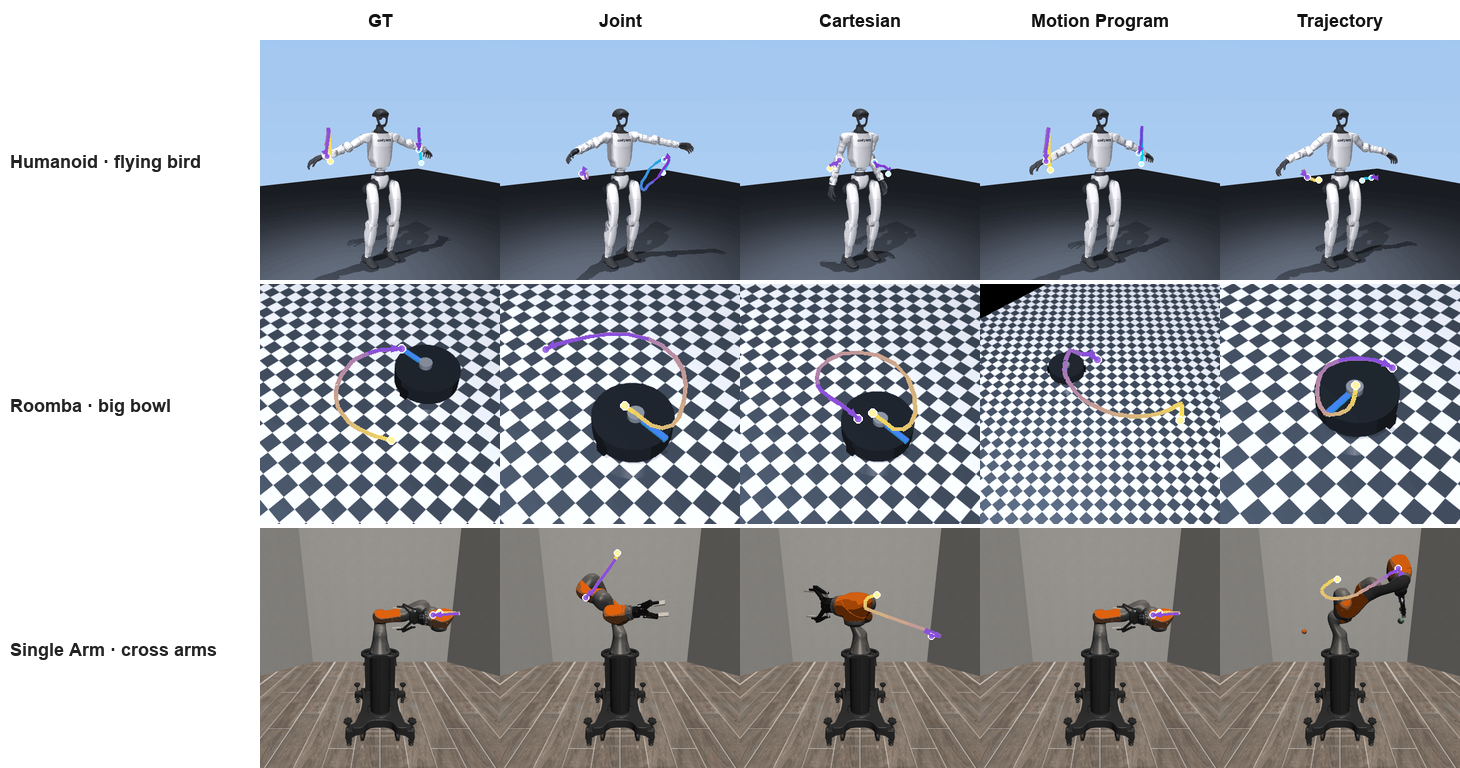 GT Joint Cartesian Motion Program Trajectory
Humanoid · flying bird
Roomba · big bowl
Single Arm · cross arms